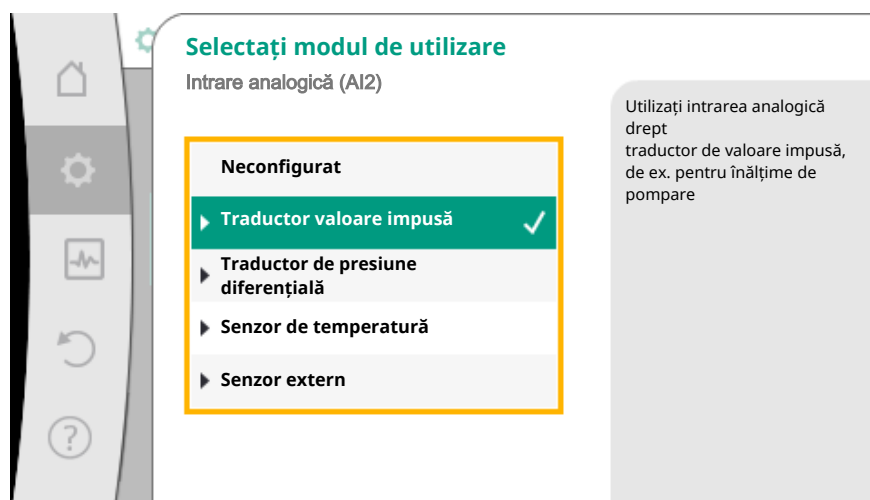 Selectați modul de utilizare
Intrare analogică (AI2)
Neconfigurat
Traductor valoare impusă
Traductor de presiune
diferențială
Senzor de temperatură
Senzor extern
Utilizați intrarea analogică
drept
traductor de valoare impusă,
de ex. pentru înălțime de
pompare
?